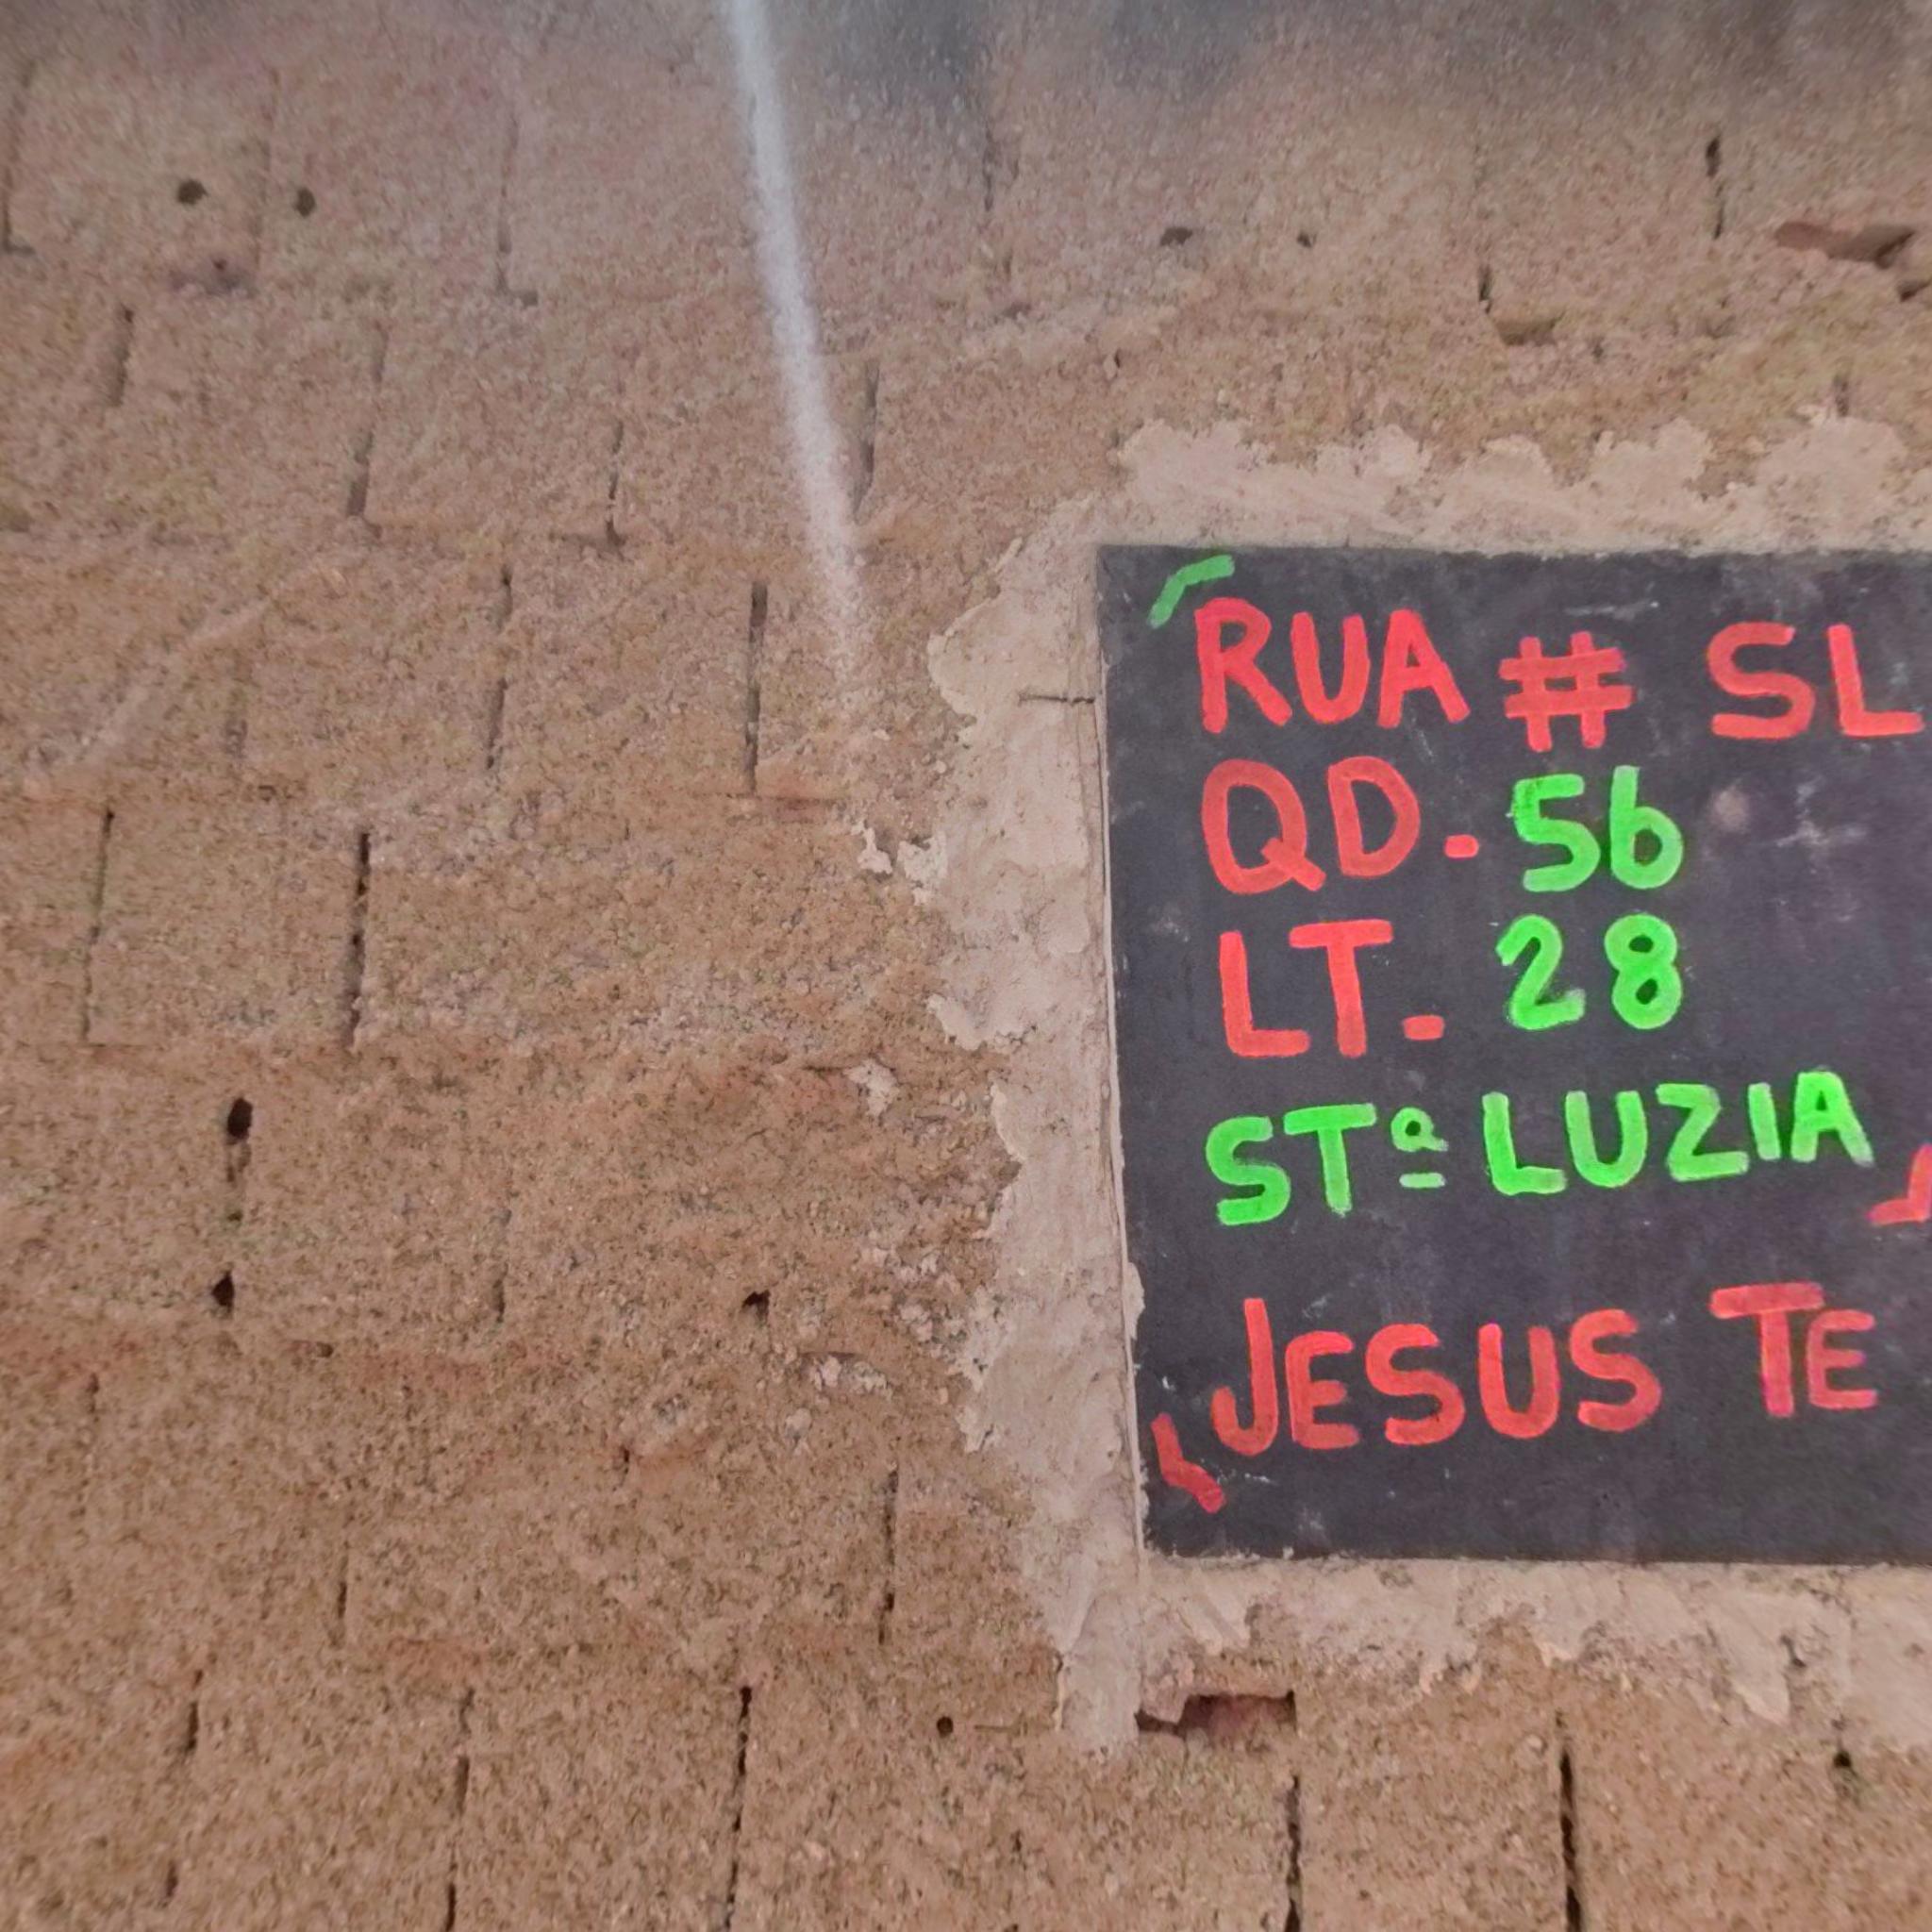 RUA # SL
QD. 56
LT. 28
STª LUZIA
JESUS TE